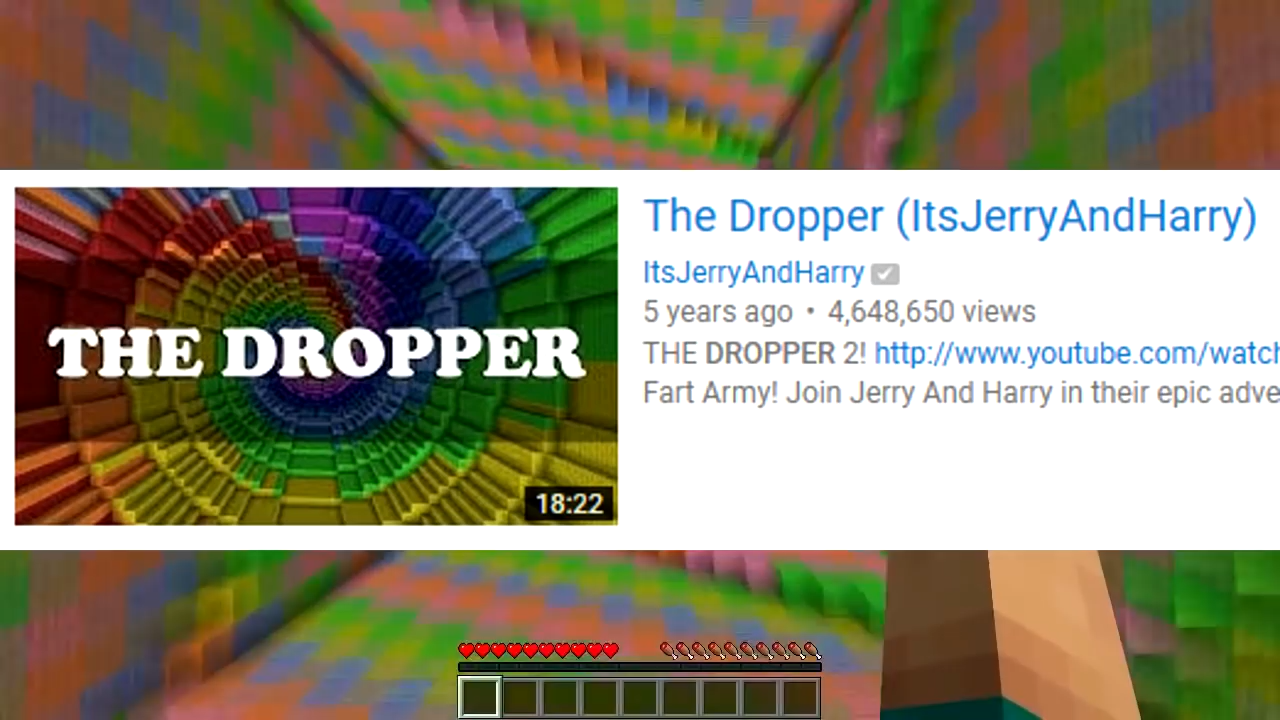 THE DROPPER
18:22
The Dropper (ItsJerryAndHarry)
ItsJerryAndHarry
5 years ago • 4,648,650 views
THE DROPPER 2! http://www.youtube.com/watch
Fart Army! Join Jerry And Harry in their epic adve